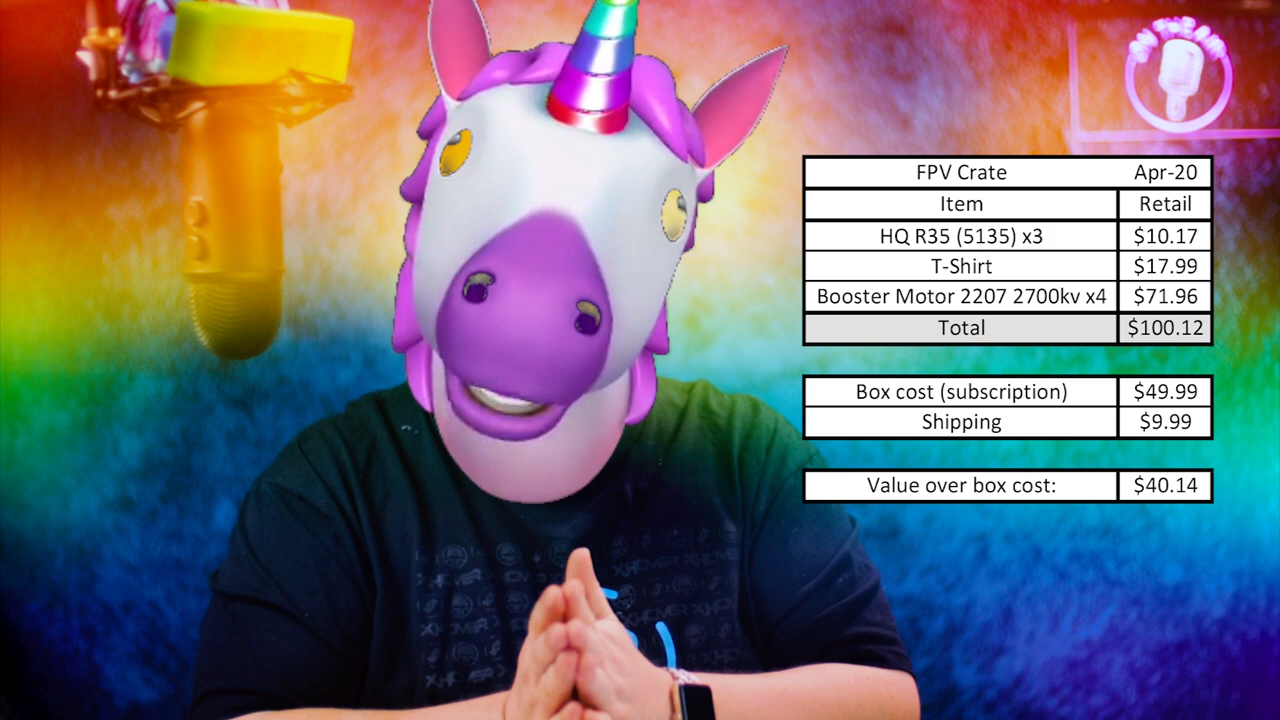 FPV Crate Apr-20
Item Retail
HQ R35 (5135) x3 $10.17
T-Shirt $17.99
Booster Motor 2207 2700kv x4 $71.96
Total $100.12
Box cost (subscription) $49.99
Shipping $9.99
Value over box cost: $40.14
XHOVER XHOVER